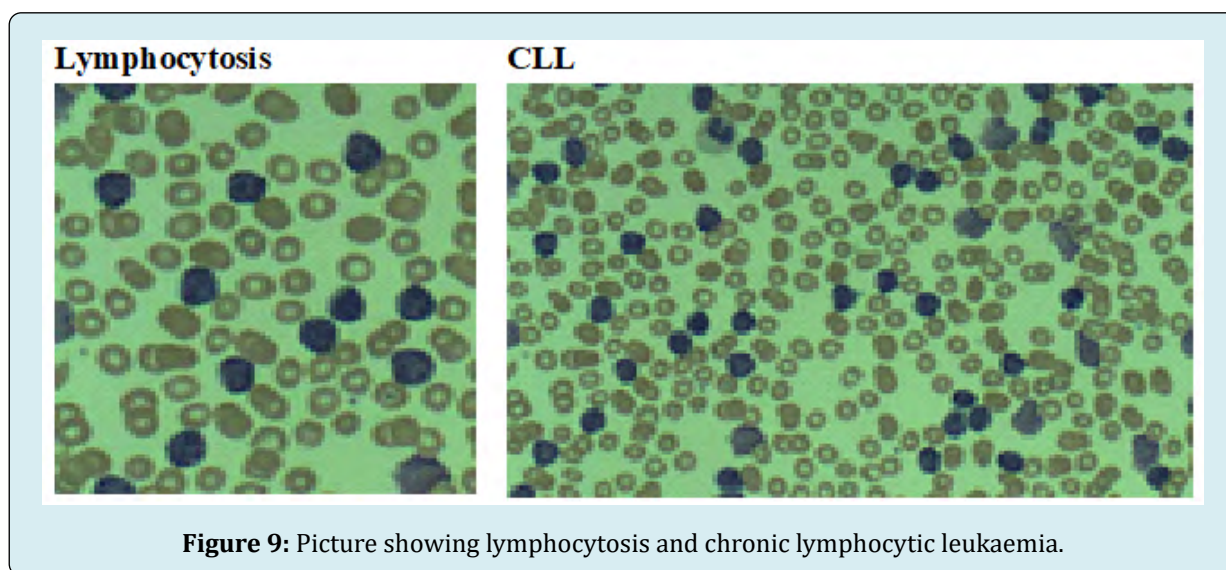 Lymphocytosis
CLL
Figure 9: Picture showing lymphocytosis and chronic lymphocytic leukaemia.